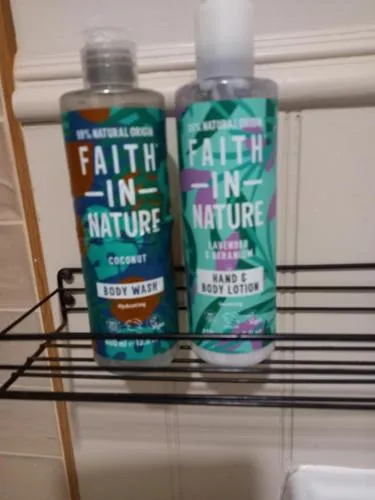 99% NATURAL ORIGIN
FAITH
-IN-
NATURE
COCONUT
BODY WASH
Hydrating
NATURAL ORIGIN
FAITH
-IN-
NATURE
LAVENDER
& GERANIUM
HAND &
BODY LOTION